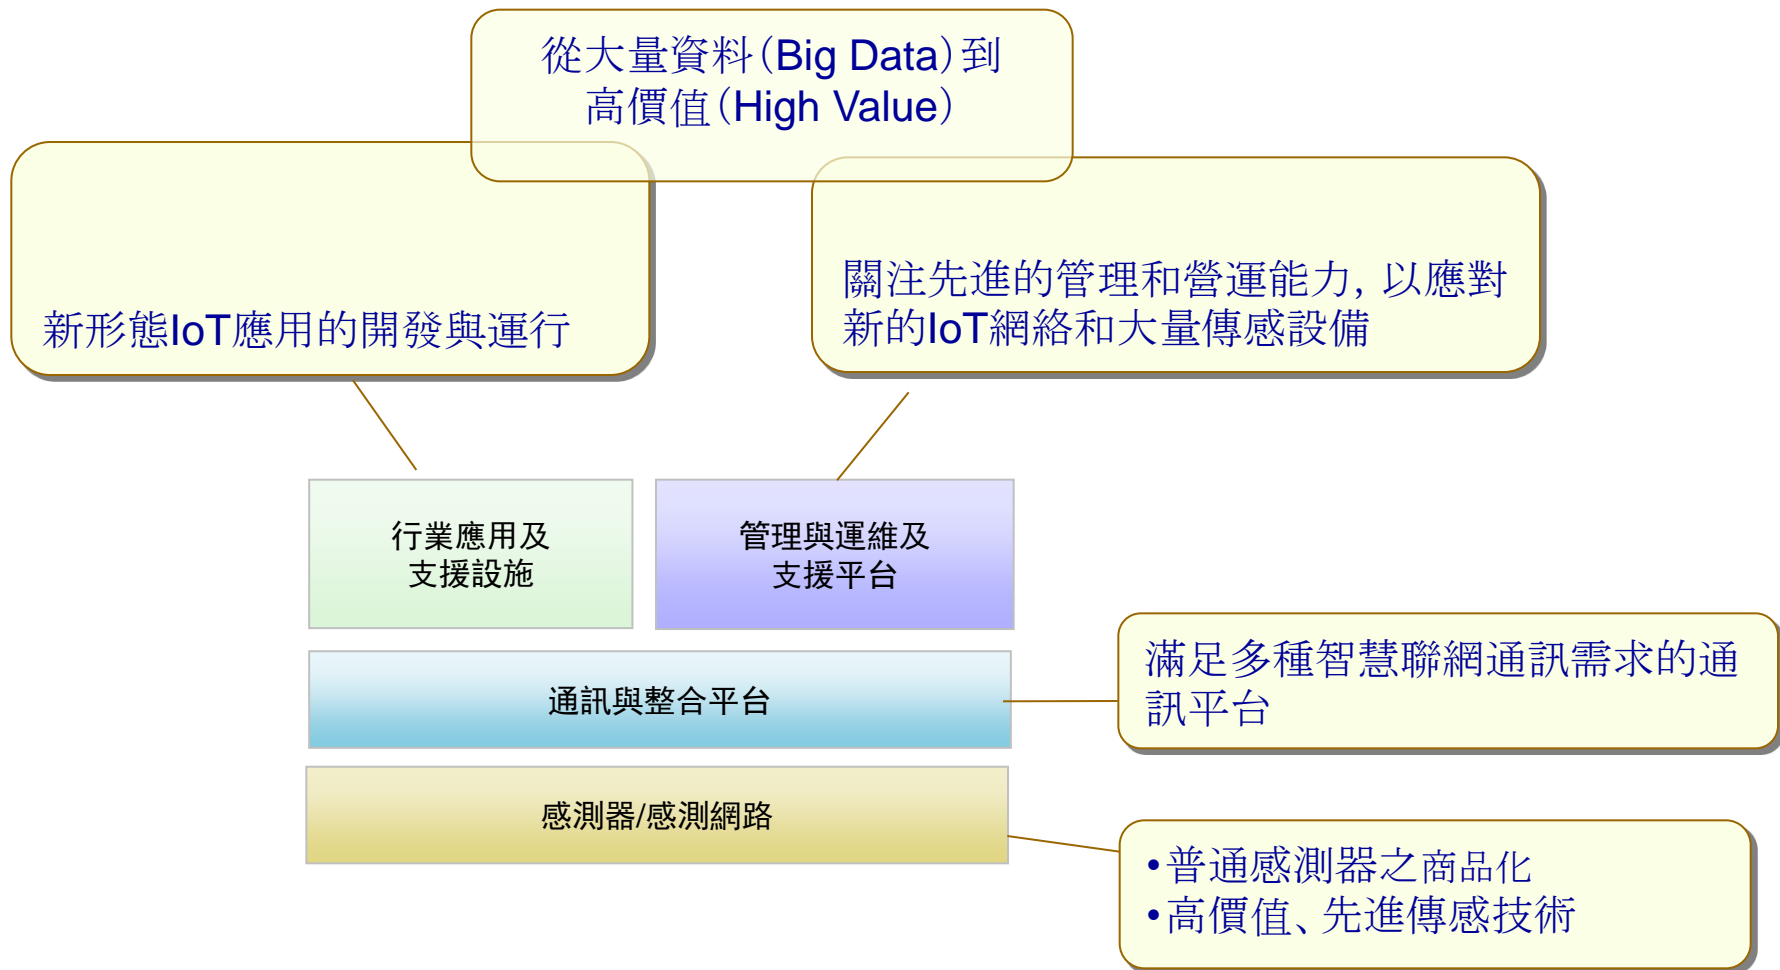 從大量資料(Big Data)到
高價值(High Value)
新形態IoT應用的開發與運行
關注先進的管理和營運能力, 以應對
新的IoT網絡和大量傳感設備
行業應用及
支援設施
管理與運維及
支援平台
通訊與整合平台
滿足多種智慧聯網通訊需求的通
訊平台
感測器/感測網路
•普通感測器之商品化
•高價值、先進傳感技術